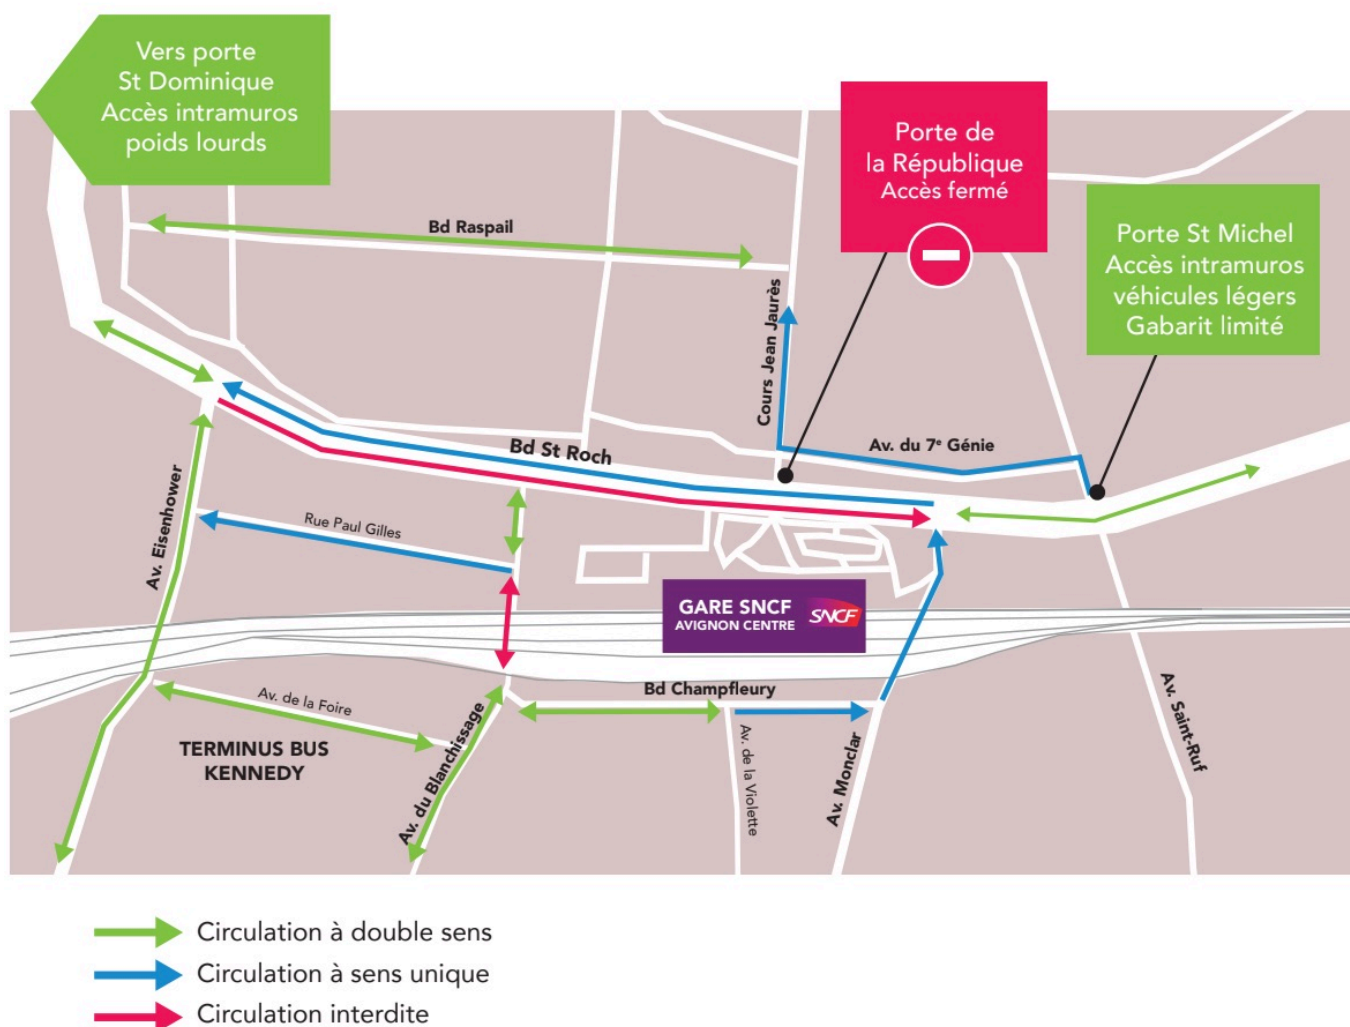 Vers porte
St Dominique
Accès intramuros
poids lourds
Porte de
la République
Accès fermé
Porte St Michel
Accès intramuros
véhicules légers
Gabarit limité
Bd Raspail
Cours Jean Jaurès
Av. du 7e Génie
Bd St Roch
Av. Eisenhower
Rue Paul Gilles
GARE SNCF
AVIGNON CENTRE
SNCF
Bd Champfleury
Av. de la Foire
TERMINUS BUS
KENNEDY
Av. du Blanchissage
Av. de la Violette
Av. Monclar
Av. Saint-Ruf
Circulation à double sens
Circulation à sens unique
Circulation interdite